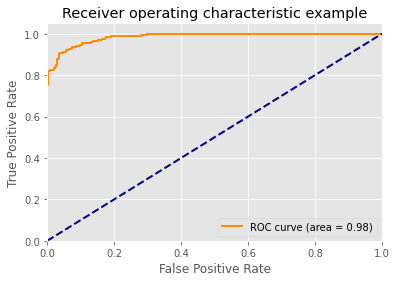 Receiver operating characteristic example
1.0
0.8
0.6
0.4
0.2
0.0
True Positive Rate
ROC curve (area = 0.98)
0.0 0.2 0.4 0.6 0.8 1.0
False Positive Rate